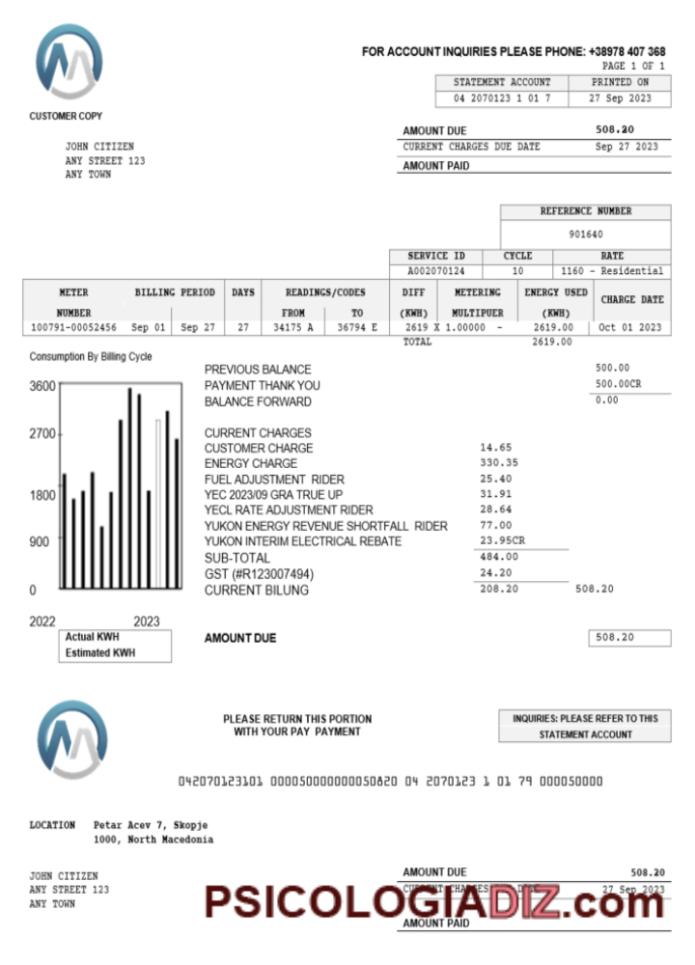 FOR ACCOUNT INQUIRIES PLEASE PHONE: +38978 407 368
PAGE 1 OF 1
STATEMENT ACCOUNT PRINTED ON
04 2070123 1 01 7 27 Sep 2023
CUSTOMER COPY
AMOUNT DUE 508.20
JOHN CITIZEN CURRENT CHARGES DUE DATE Sep 27 2023
ANY STREET 123 AMOUNT PAID
ANY TOWN
REFERENCE NUMBER
901640
SERVICE ID CYCLE RATE
A002070124 10 1160 - Residential
METER BILLING PERIOD DAYS READINGS/CODES DIFF METERING ENERGY USED CHARGE DATE
NUMBER FROM TO (KWH) MULTIPUER (KWH)
100791-00052456 Sep 01 Sep 27 27 34175 A 36794 E 2619 X 1.00000 - 2619.00 Oct 01 2023
TOTAL 2619.00
Consumption By Billing Cycle
3600
2700
1800
900
0
2022 2023
Actual KWH
Estimated KWH
PREVIOUS BALANCE 500.00
PAYMENT THANK YOU 500.00CR
BALANCE FORWARD 0.00
CURRENT CHARGES
CUSTOMER CHARGE 14.65
ENERGY CHARGE 330.35
FUEL ADJUSTMENT RIDER 25.40
YEC 2023/09 GRA TRUE UP 31.91
YECL RATE ADJUSTMENT RIDER 28.64
YUKON ENERGY REVENUE SHORTFALL RIDER 77.00
YUKON INTERIM ELECTRICAL REBATE 23.95CR
SUB-TOTAL 484.00
GST (#R123007494) 24.20
CURRENT BILUNG 208.20 508.20
AMOUNT DUE 508.20
PLEASE RETURN THIS PORTION
WITH YOUR PAY PAYMENT
INQUIRIES: PLEASE REFER TO THIS
STATEMENT ACCOUNT
042070123101 000050000000050820 04 2070123 1 01 79 000050000
LOCATION Petar Acev 7, Skopje
1000, North Macedonia
JOHN CITIZEN
ANY STREET 123
ANY TOWN
AMOUNT DUE 508.20
CURRENT CHARGES DUE DATE 27 Sep 2023
AMOUNT PAID
PSICOLOGIADIZ.com